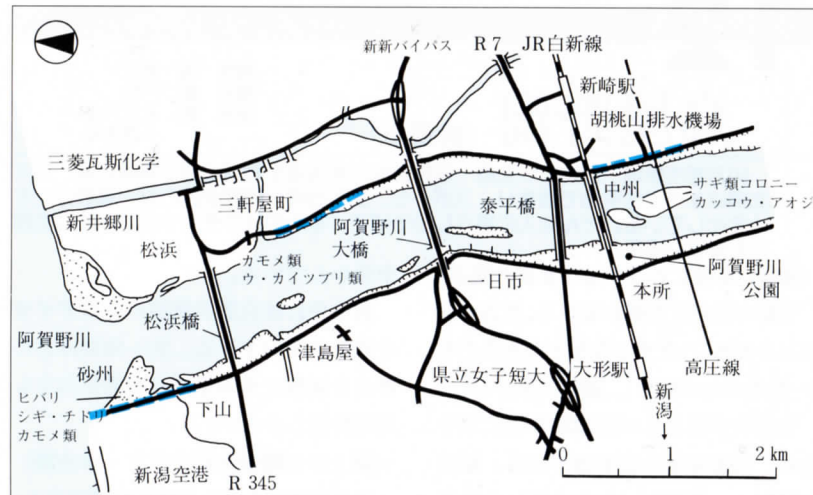 新新バイパス
R 7
JR白新線
新崎駅
胡桃山排水機場
三菱瓦斯化学
三軒屋町
中州
サギ類コロニー
カッコウ・アオジ
新井郷川
松浜
阿賀野川
大橋
泰平橋
カモメ類
ウ・カイツブリ類
阿賀野川
公園
一日市
本所
松浜橋
阿賀野川
津島屋
砂州
県立女子短大
大形駅
高圧線
ヒバリ
シギ・チドリ
カモメ類
下山
新潟
新潟空港
R 345
0
1
2 km